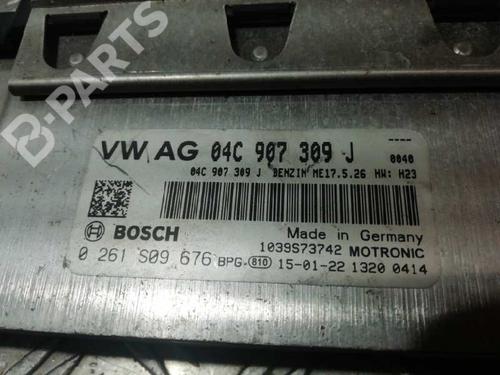 B-PARTS
----
VW AG 04C 907 309 J 0040
04C 907 309 J BENZIN ME17.5.26 HW: H23
BOSCH
Made in Germany
1039S73742 MOTRONIC
0 261 S09 676 BPG- 810 15-01-22 1320 0414